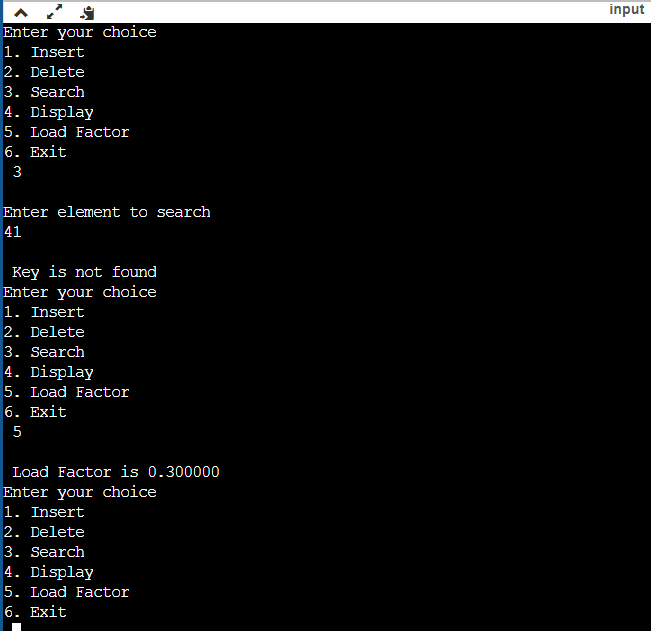 input
Enter your choice
1. Insert
2. Delete
3. Search
4. Display
5. Load Factor
6. Exit
3
Enter element to search
41
Key is not found
Enter your choice
1. Insert
2. Delete
3. Search
4. Display
5. Load Factor
6. Exit
5
Load Factor is 0.300000
Enter your choice
1. Insert
2. Delete
3. Search
4. Display
5. Load Factor
6. Exit